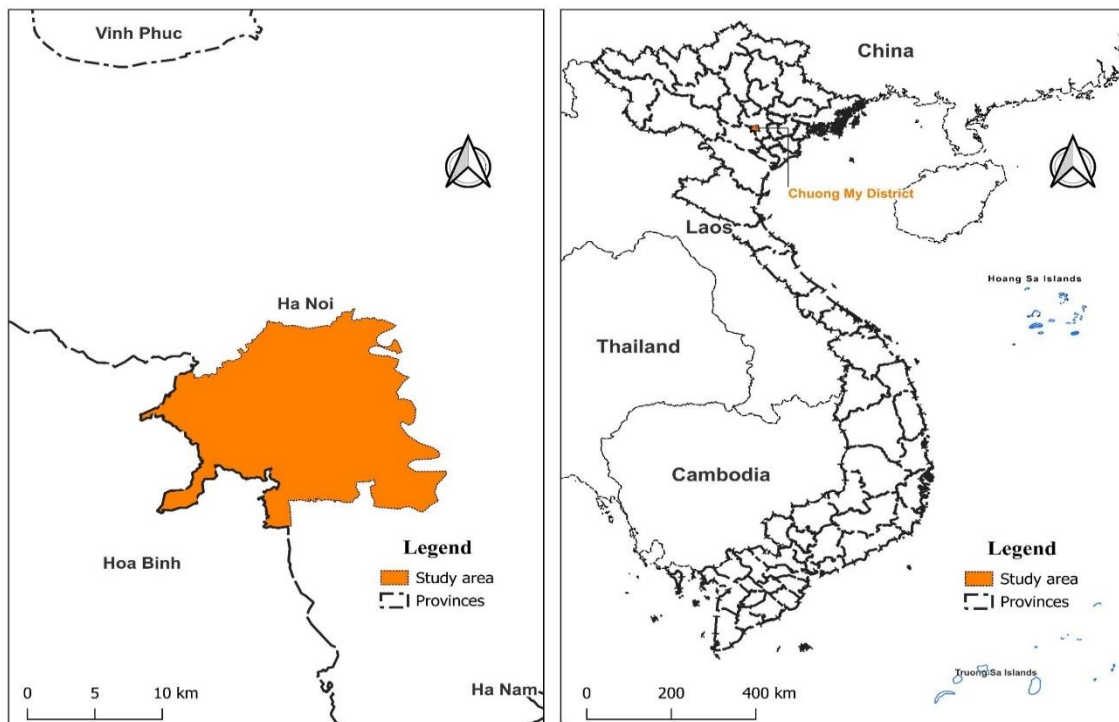 Vinh Phuc
Ha Noi
Hoa Binh
Legend
Study area
Provinces
Ha Nam
0 5 10 km
China
Chuong My District
Laos
Hoang Sa Islands
Thailand
Cambodia
Legend
Study area
Provinces
Truong Sa Islands
0 200 400 km